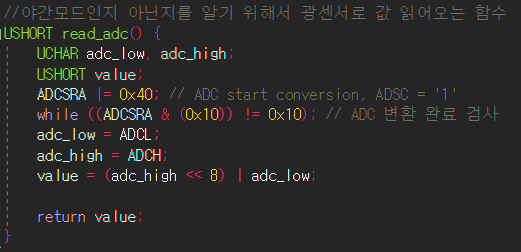 //야간모드인지 아닌지를 알기 위해서 광센서로 값 읽어오는 함수
USHORT read_adc() {
    UCHAR adc_low, adc_high;
    USHORT value;
    ADCSRA |= 0x40; // ADC start conversion, ADSC = '1'
    while ((ADCSRA & (0x10)) != 0x10); // ADC 변환 완료 검사
    adc_low = ADCL;
    adc_high = ADCH;
    value = (adc_high << 8) | adc_low;

    return value;
}